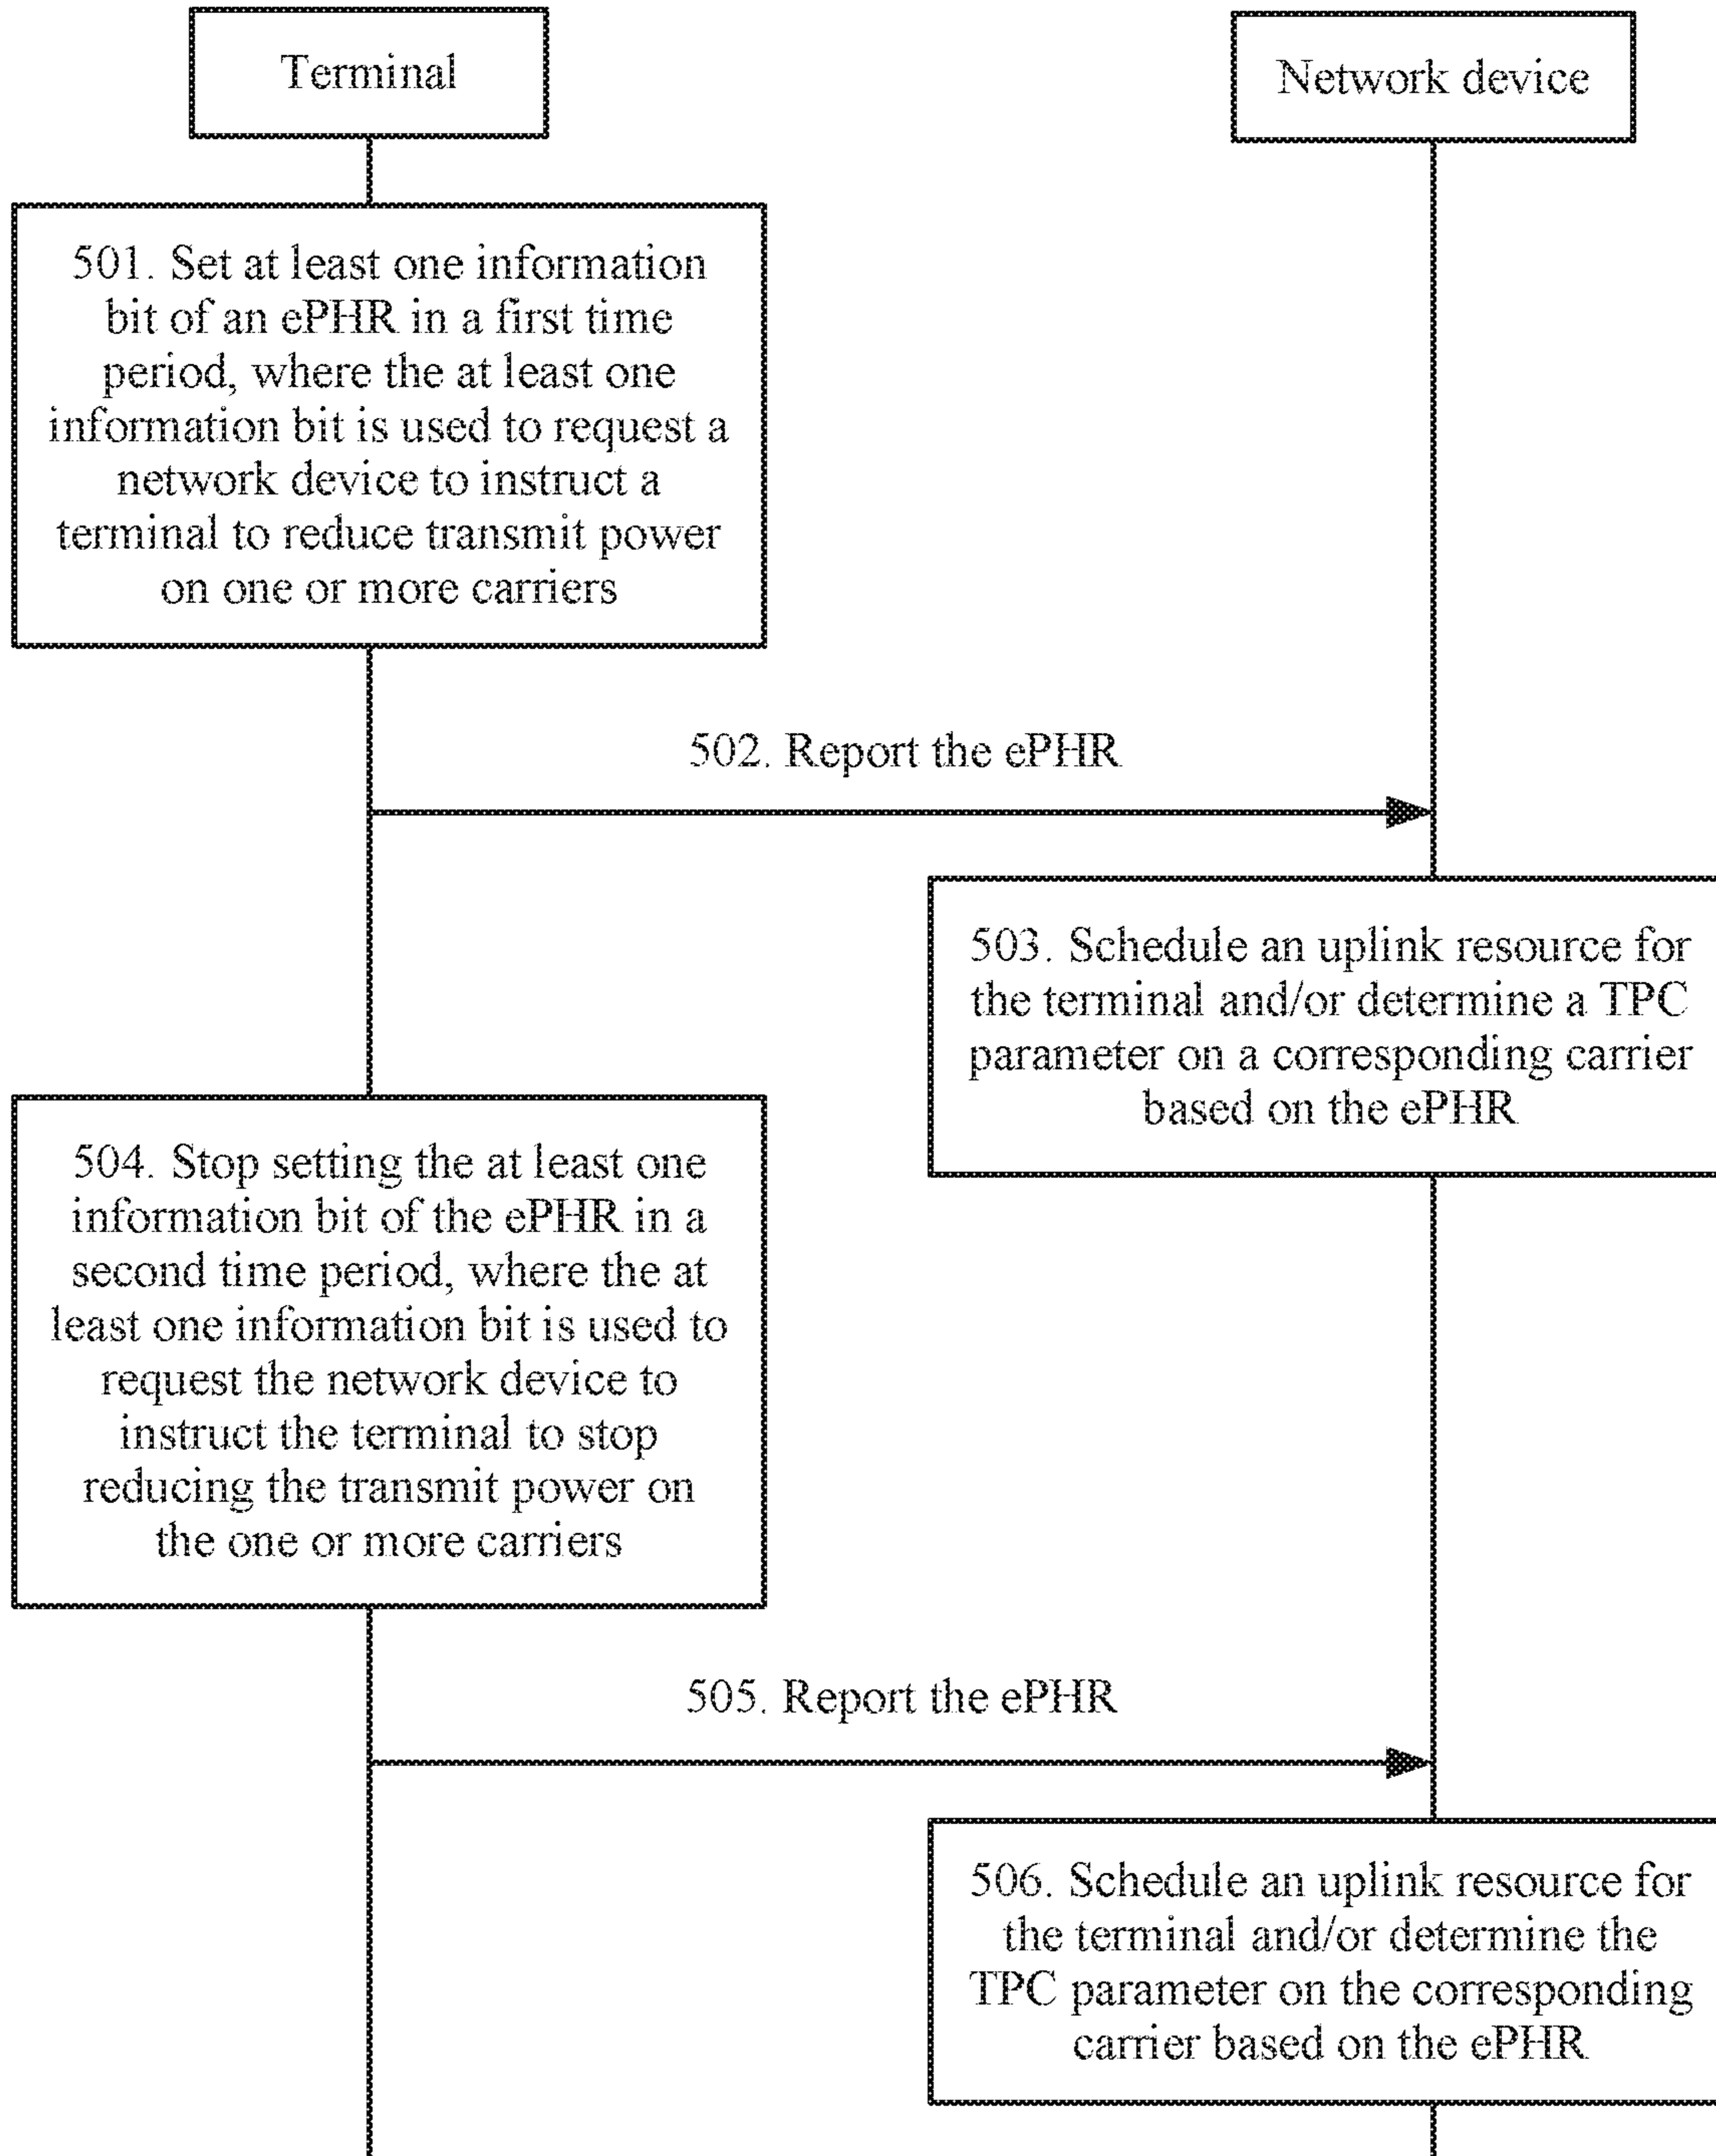 Terminal
Network device
501. Set at least one information
bit of an ePHR in a first time
period, where the at least one
information bit is used to request a
network device to instruct a
terminal to reduce transmit power
on one or more carriers
502. Report the ePHR
503. Schedule an uplink resource for
the terminal and/or determine a TPC
parameter on a corresponding carrier
based on the ePHR
504. Stop setting the at least one
information bit of the ePHR in a
second time period, where the at
least one information bit is used to
request the network device to
instruct the terminal to stop
reducing the transmit power on
the one or more carriers
505. Report the ePHR
506. Schedule an uplink resource for
the terminal and/or determine the
TPC parameter on the corresponding
carrier based on the ePHR